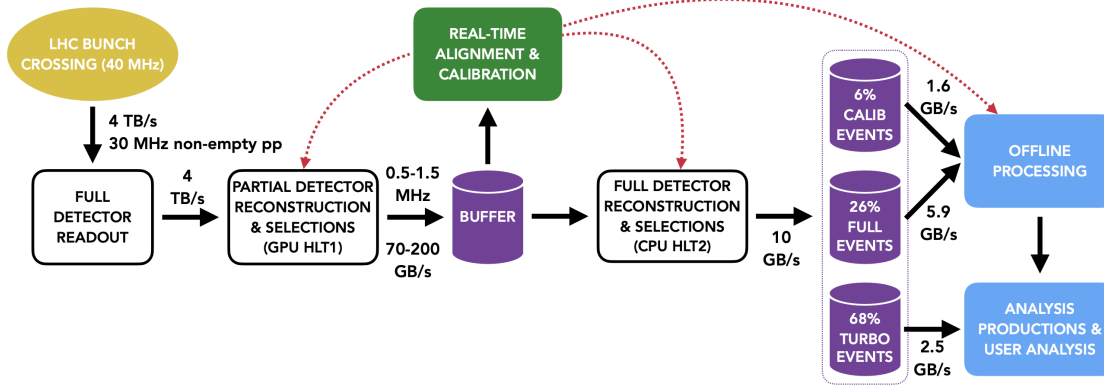 LHC BUNCH
CROSSING (40 MHz)
4 TB/s
30 MHz non-empty pp
FULL
DETECTOR
READOUT
4
TB/s
PARTIAL DETECTOR
RECONSTRUCTION
& SELECTIONS
(GPU HLT1)
0.5-1.5
MHz
70-200
GB/s
REAL-TIME
ALIGNMENT &
CALIBRATION
BUFFER
FULL DETECTOR
RECONSTRUCTION
& SELECTIONS
(CPU HLT2)
10
GB/s
6%
CALIB
EVENTS
26%
FULL
EVENTS
68%
TURBO
EVENTS
1.6
GB/s
5.9
GB/s
2.5
GB/s
OFFLINE
PROCESSING
ANALYSIS
PRODUCTIONS &
USER ANALYSIS